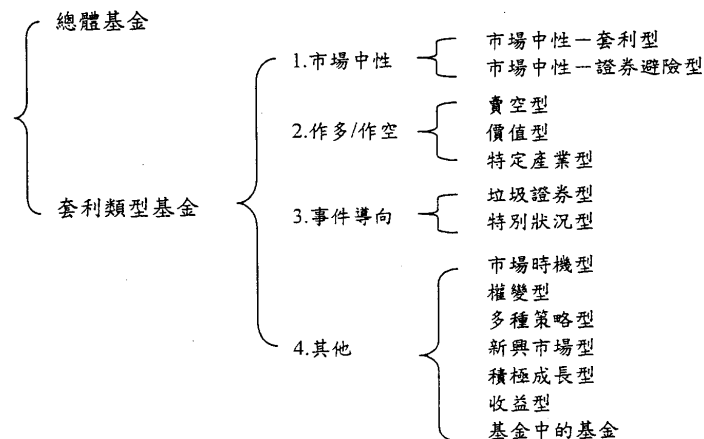 總體基金
套利類型基金
1.市場中性
市場中性－套利型
市場中性－證券避險型
2.作多/作空
賣空型
價值型
特定產業型
3.事件導向
垃圾證券型
特別狀況型
4.其他
市場時機型
權變型
多種策略型
新興市場型
積極成長型
收益型
基金中的基金